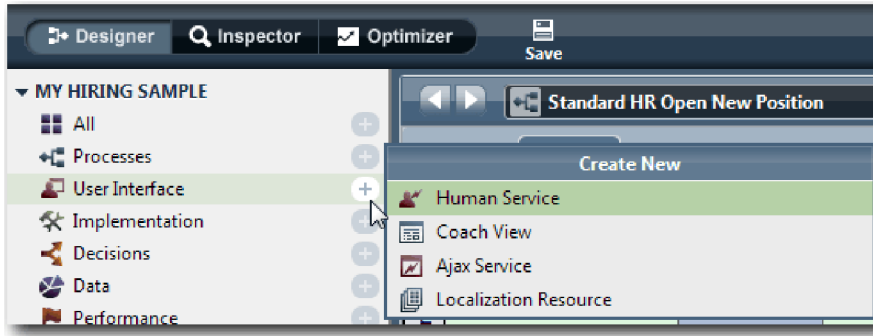 Designer Inspector Optimizer
Save
MY HIRING SAMPLE
Standard HR Open New Position
All
Processes
Create New
User Interface
Human Service
Implementation
Coach View
Decisions
Ajax Service
Data
Localization Resource
Performance